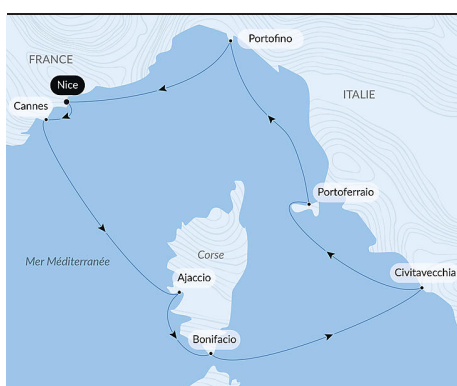 Portofino
FRANCE
Nice
ITALIE
Cannes
Portoferraio
Corse
Mer Méditerranée
Civitavecchia
Ajaccio
Bonifacio